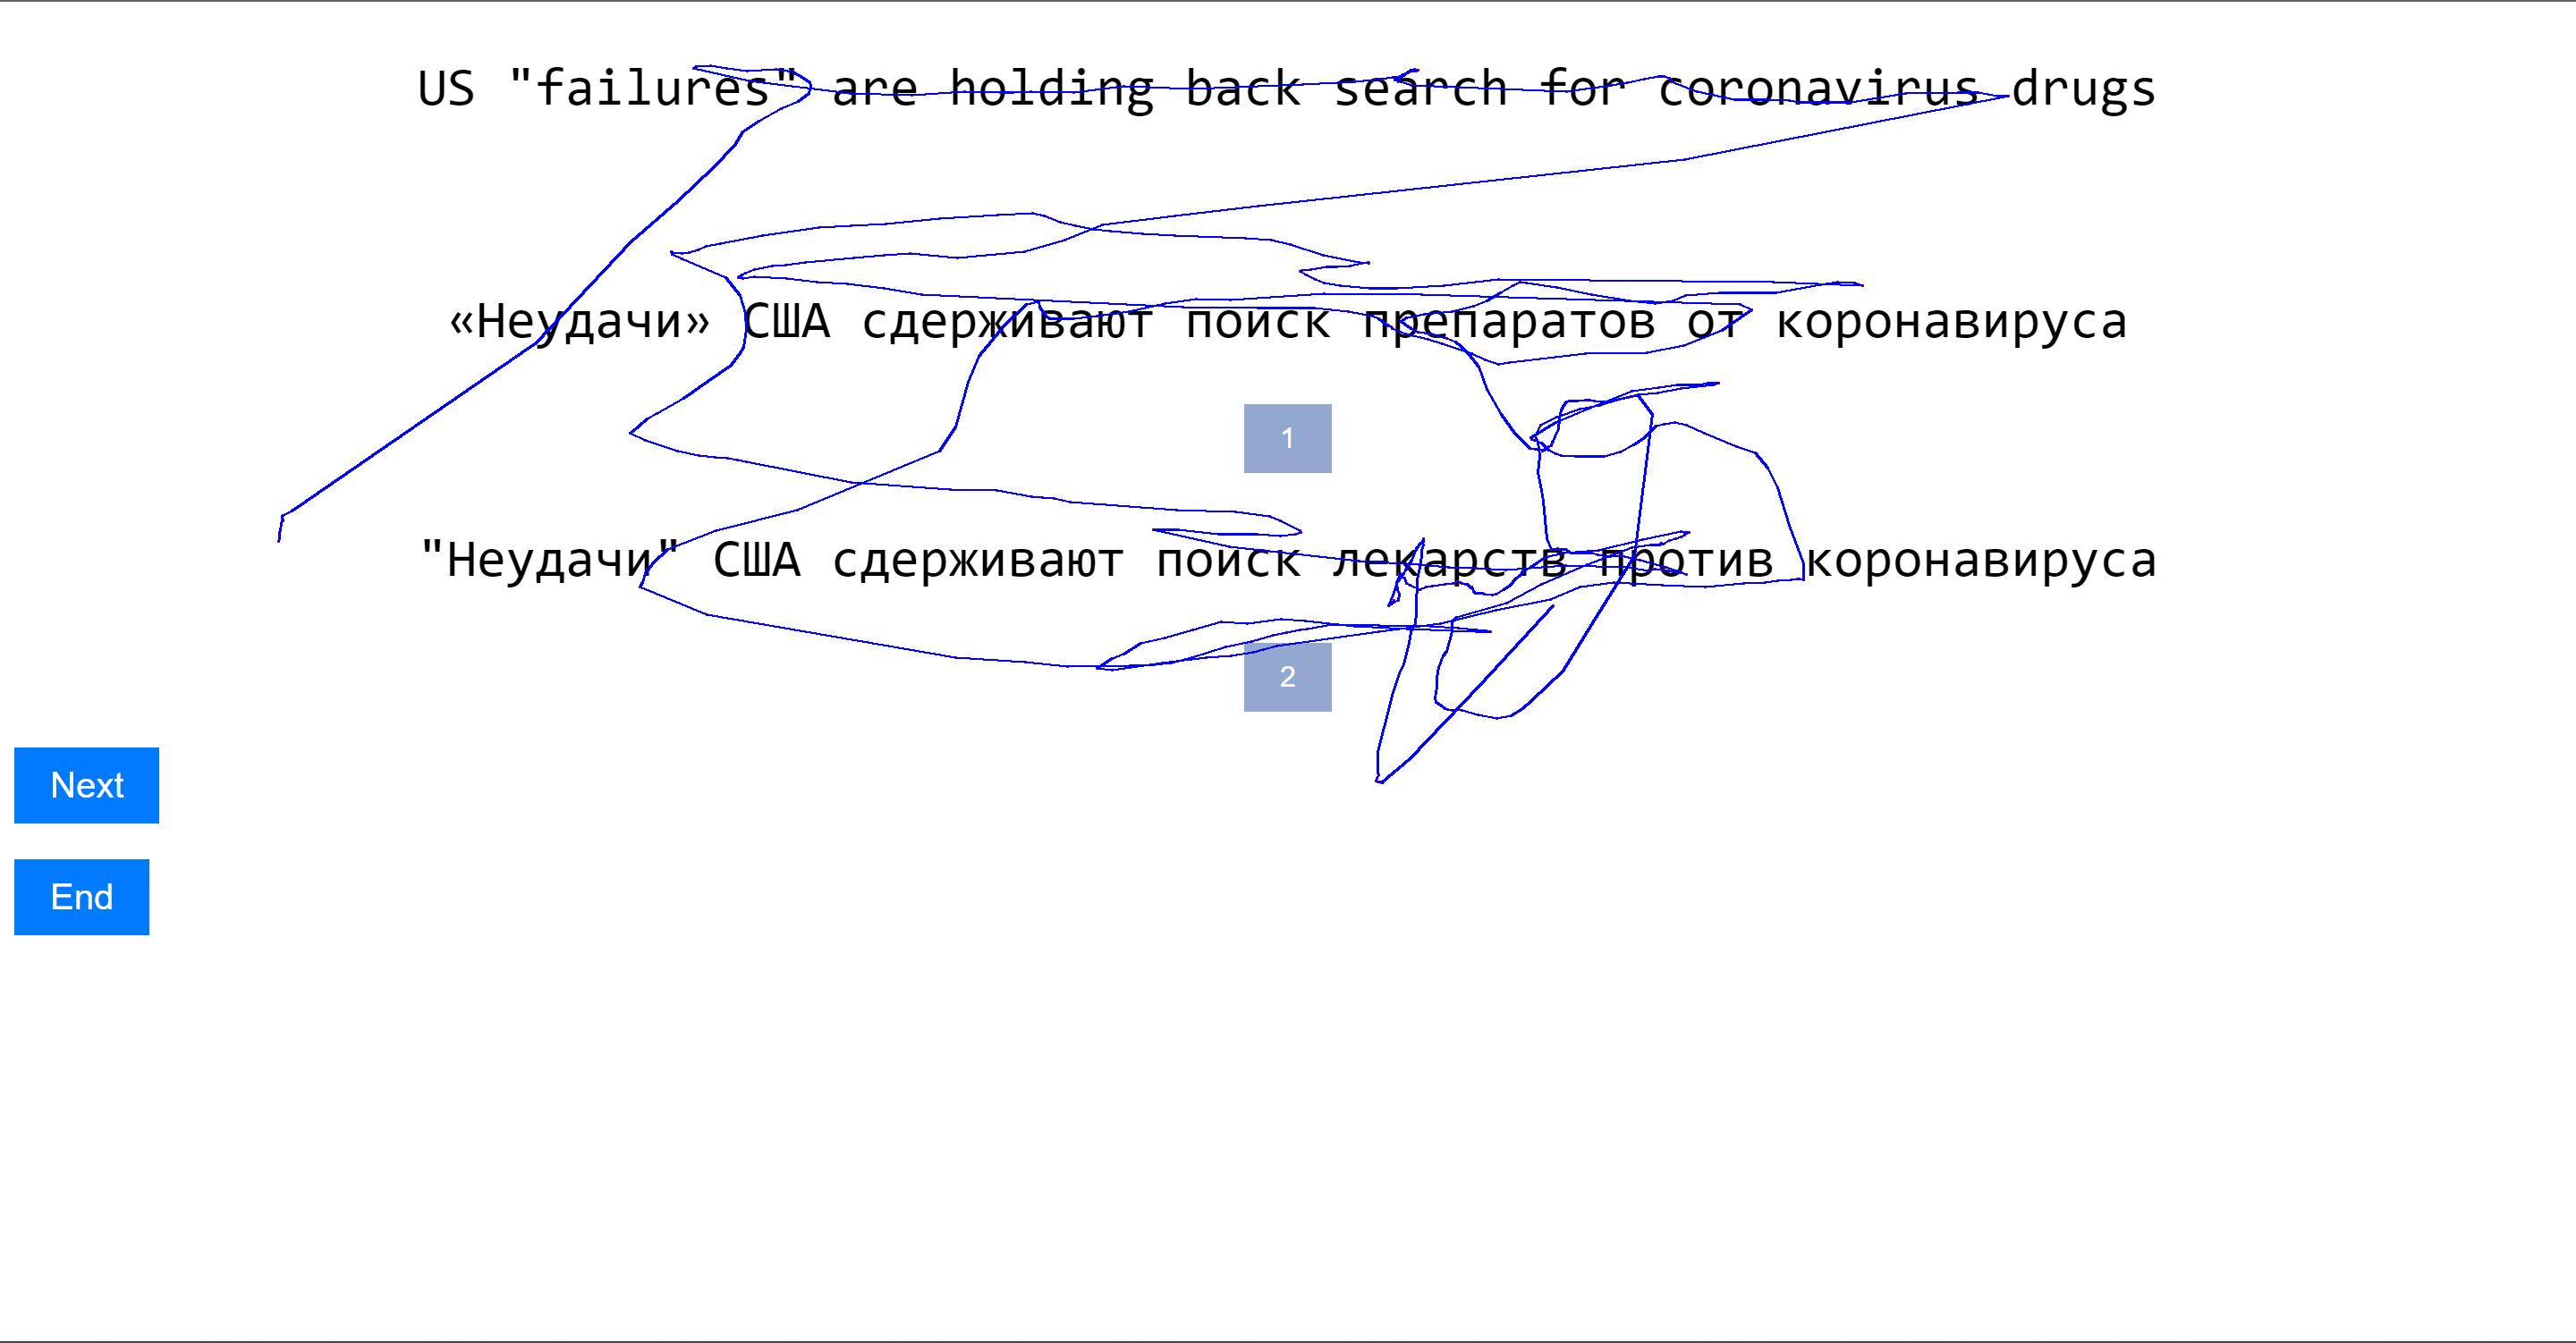 US "failures" are holding back search for coronavirus drugs
«Неудачи» США сдерживают поиск препаратов от коронавируса
1
"Неудачи" США сдерживают поиск лекарств против коронавируса
2
Next
End